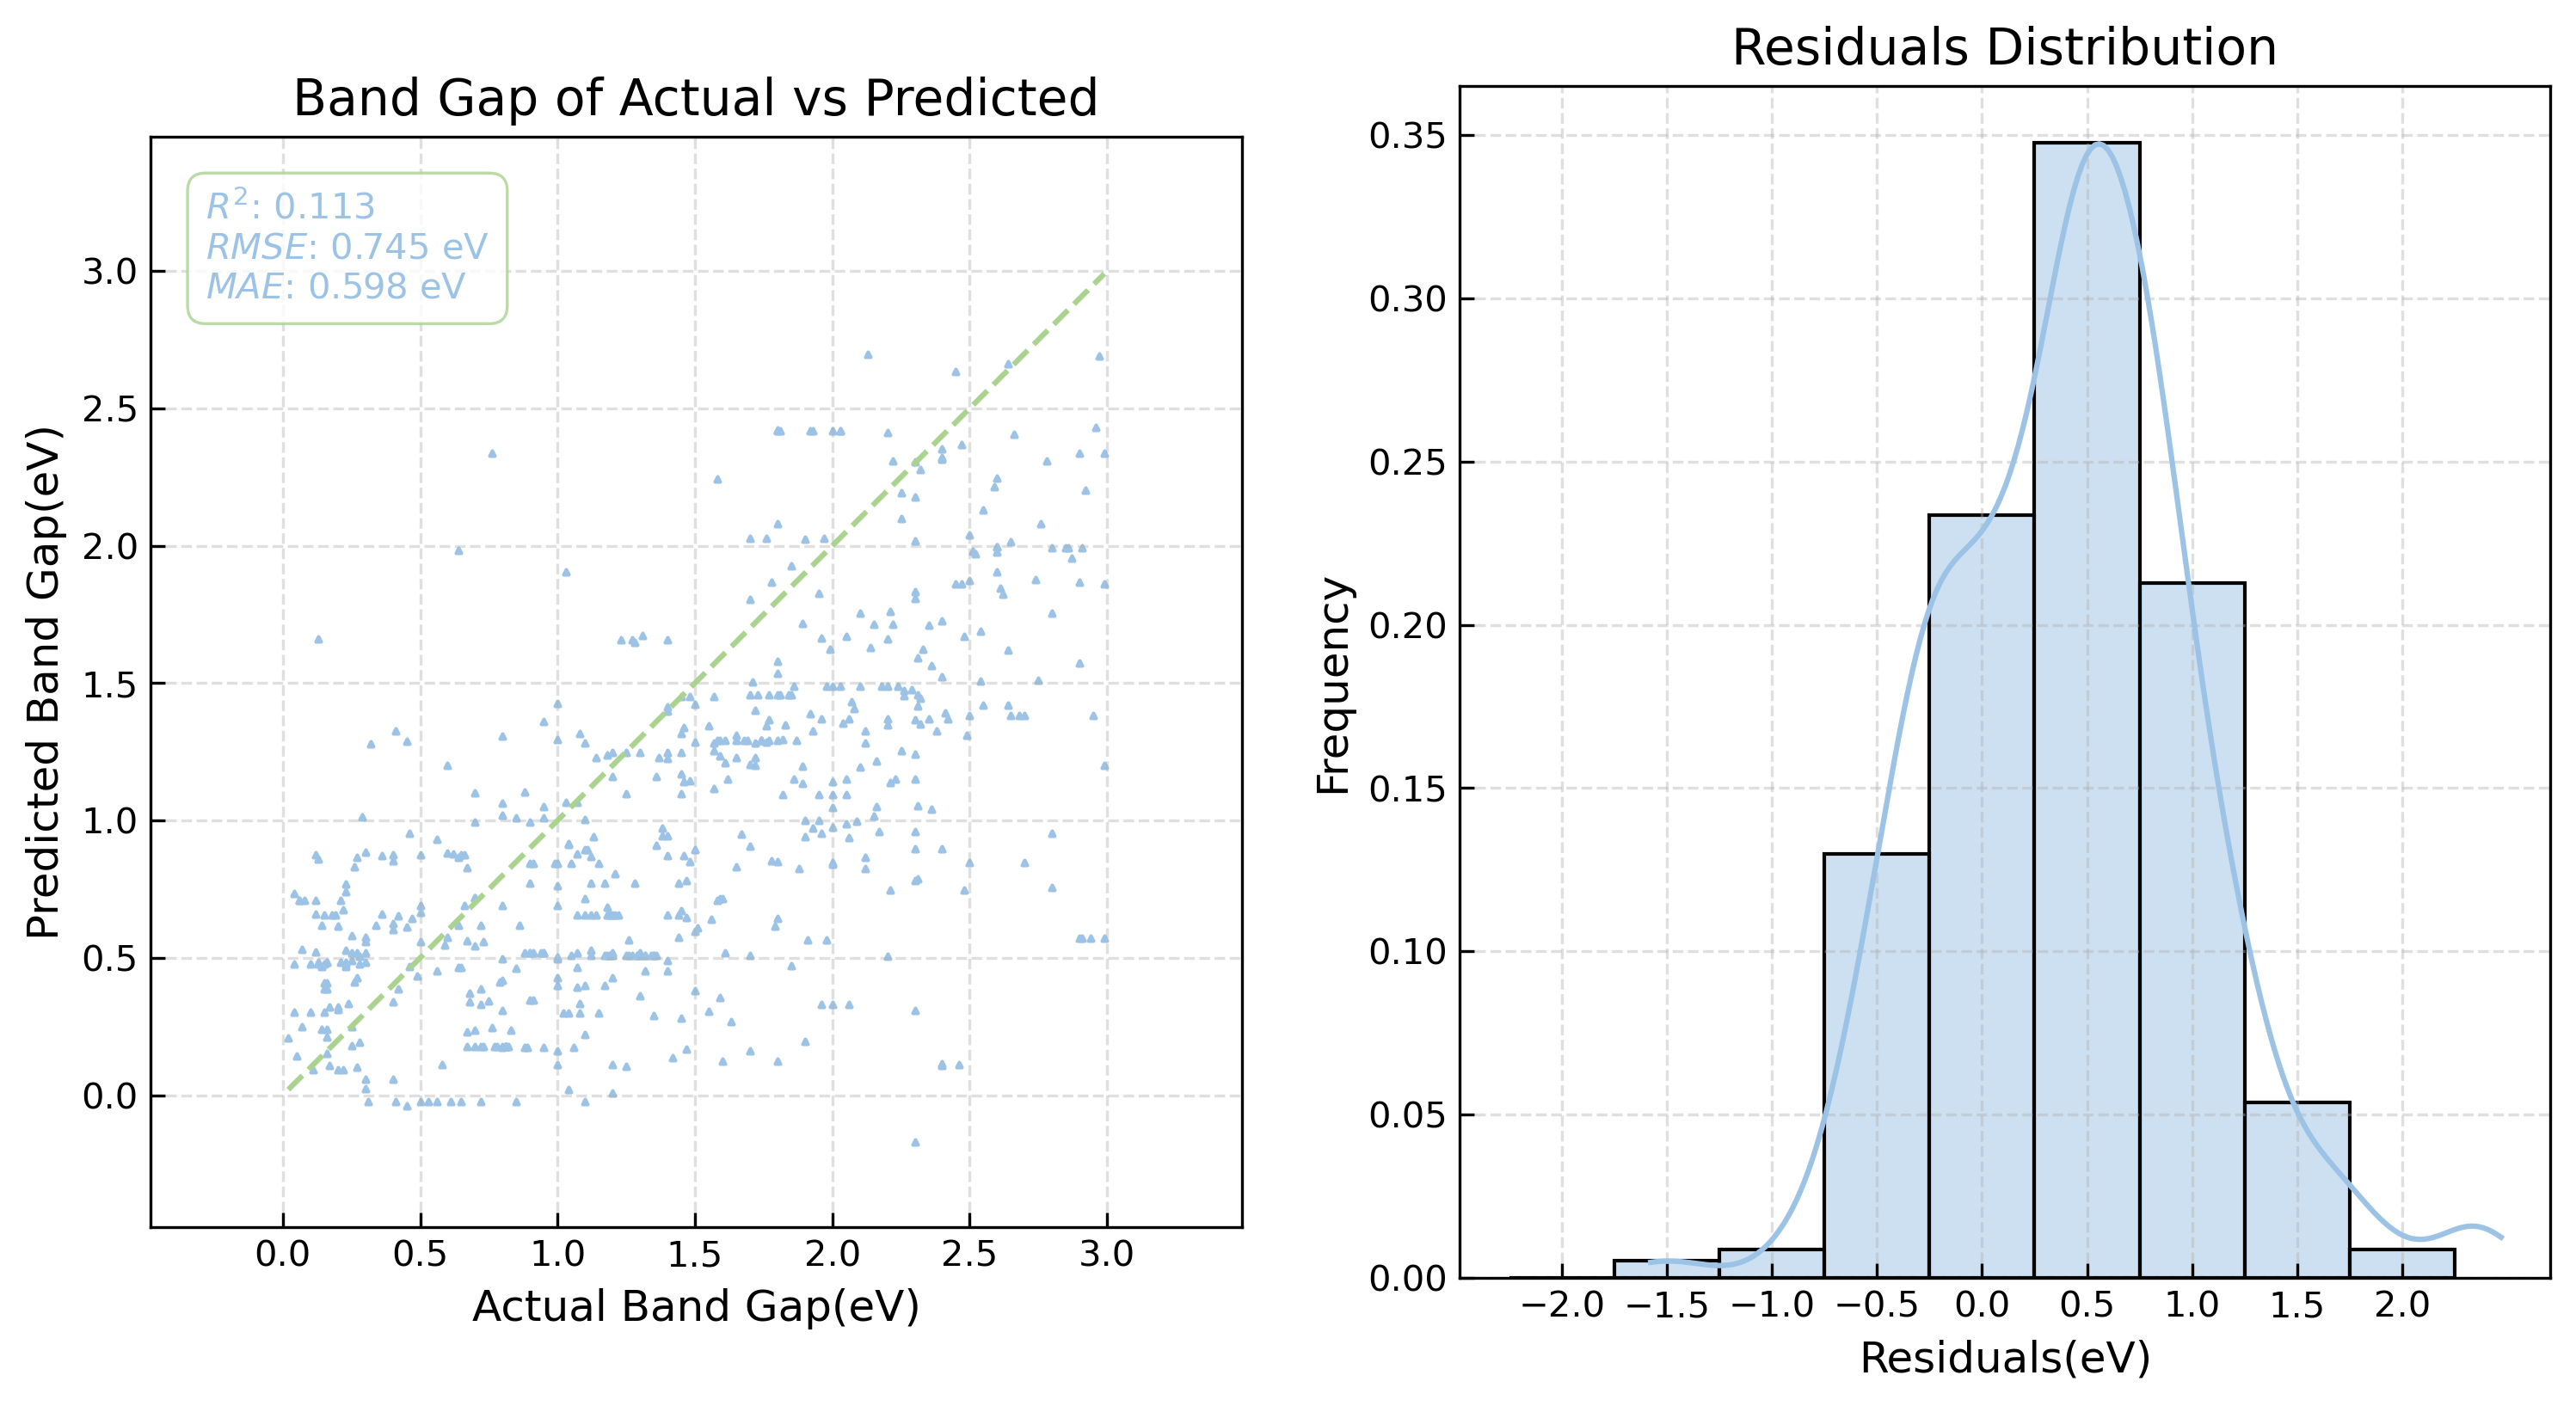 Band Gap of Actual vs Predicted
R²: 0.113
RMSE: 0.745 eV
MAE: 0.598 eV
3.0
2.5
2.0
1.5
1.0
0.5
0.0
Predicted Band Gap(eV)
0.0 0.5 1.0 1.5 2.0 2.5 3.0
Actual Band Gap(eV)
Residuals Distribution
0.35
0.30
0.25
0.20
0.15
0.10
0.05
0.00
Frequency
−2.0 −1.5 −1.0 −0.5 0.0 0.5 1.0 1.5 2.0
Residuals(eV)